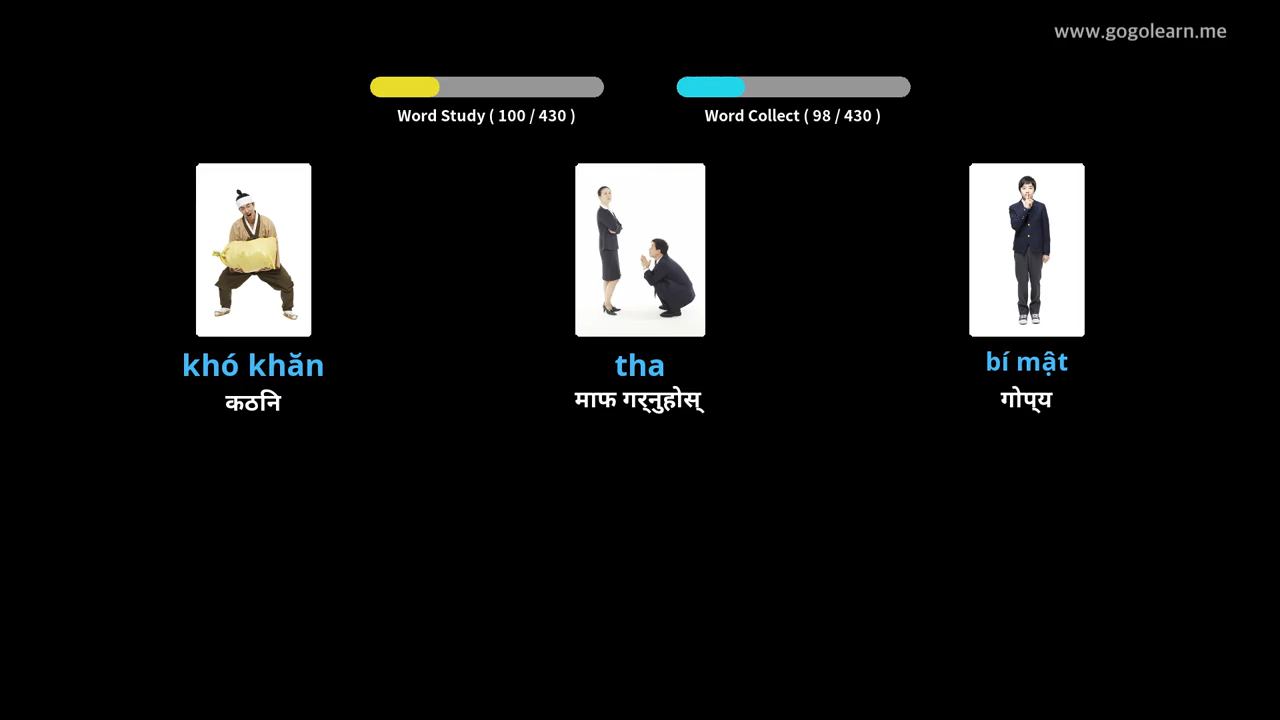 www.gogolearn.me
Word Study ( 100 / 430 )
Word Collect ( 98 / 430 )
khó khăn
tha
bí mật
कठिन
माफ गर्नुहोस्
गोप्य